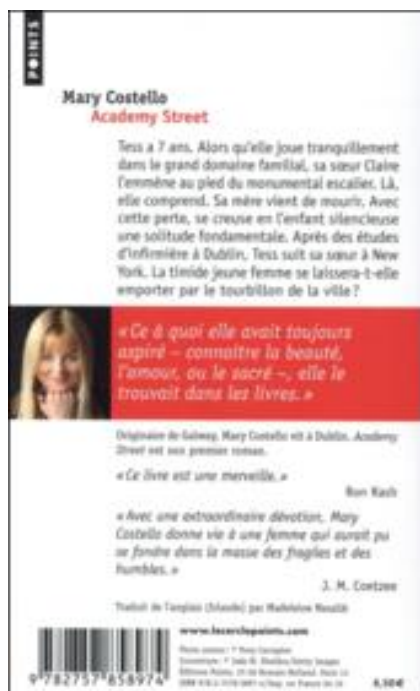 POINTS
Mary Costello
Academy Street
Tess a 7 ans. Alors qu'elle joue tranquillement
dans le grand domaine familial, sa sœur Claire
l'emmène au pied du monumental escalier. Là,
elle comprend. Sa mère vient de mourir. Avec
cette perte, se creuse en l'enfant silencieuse
une solitude fondamentale. Après des études
d'infirmière à Dublin, Tess suit sa sœur à New
York. La timide jeune femme se laissera-t-elle
emporter par le tourbillon de la ville ?
« Ce à quoi elle avait toujours
aspiré – connaître la beauté,
l'amour, ou le sacré –, elle le
trouvait dans les livres. »
Originaire de Galway, Mary Costello vit à Dublin. Academy
Street est son premier roman.
« Ce livre est une merveille. »
Ron Rash
« Avec une extraordinaire dévotion, Mary
Costello donne vie à une femme qui aurait pu
se fondre dans la masse des fragiles et des
humbles. »
J. M. Coetzee
Traduit de l'anglais (Irlande) par Madeleine Nasalik
www.lecerclepoints.com
9 782757 858974
6,50€